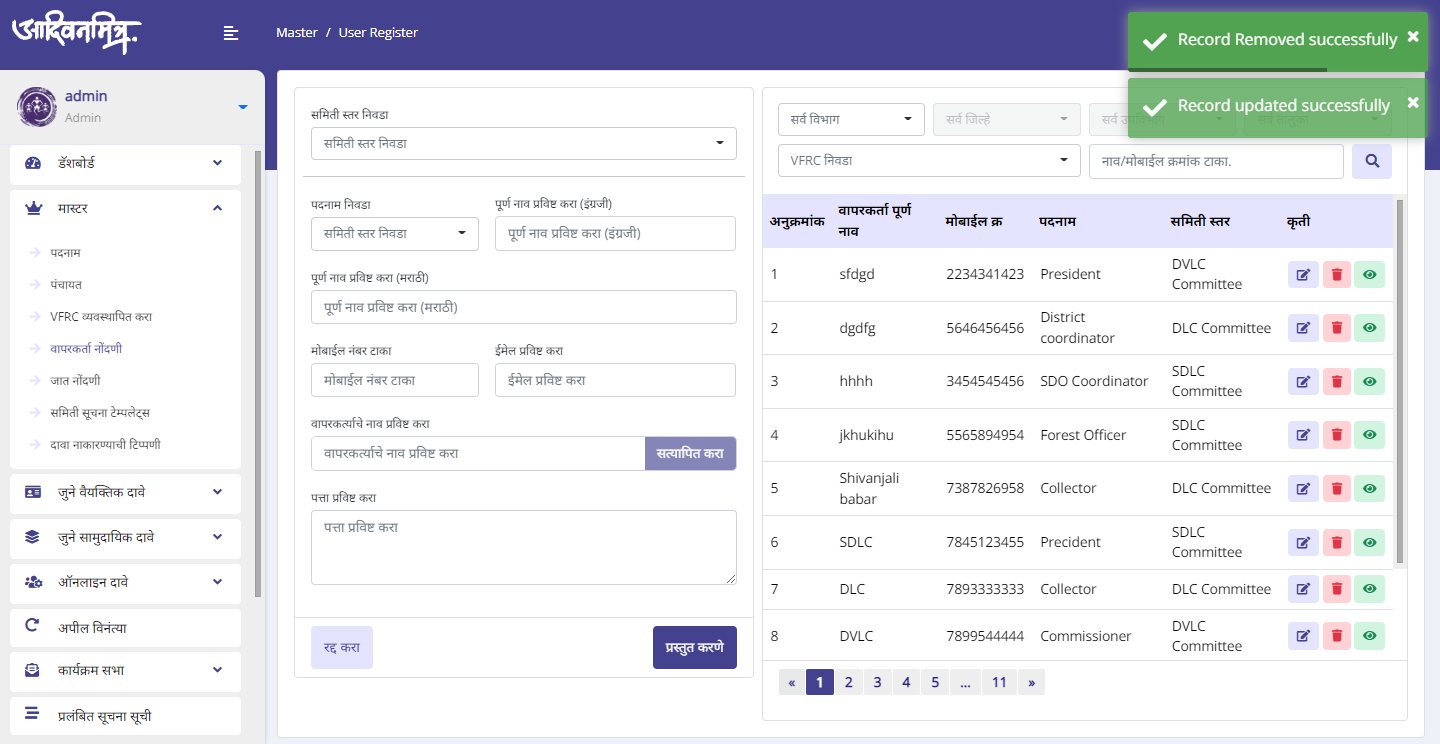 आदिवनमित्र
Master / User Register
Record Removed successfully
Record updated successfully
admin
Admin
डॅशबोर्ड
मास्टर
पदनाम
पंचायत
VFRC व्यवस्थापित करा
वापरकर्ता नोंदणी
जात नोंदणी
समिती सूचना टेम्पलेट्स
दावा नाकारण्याची टिप्पणी
जुने वैयक्तिक दावे
जुने सामुदायिक दावे
ऑनलाइन दावे
अपील विनंत्या
कार्यक्रम सभा
प्रलंबित सूचना सूची
समिती स्तर निवडा
समिती स्तर निवडा
पदनाम निवडा
पूर्ण नाव प्रविष्ट करा (इंग्रजी)
समिती स्तर निवडा
पूर्ण नाव प्रविष्ट करा (इंग्रजी)
पूर्ण नाव प्रविष्ट करा (मराठी)
पूर्ण नाव प्रविष्ट करा (मराठी)
मोबाईल नंबर टाका
ईमेल प्रविष्ट करा
मोबाईल नंबर टाका
ईमेल प्रविष्ट करा
वापरकर्त्याचे नाव प्रविष्ट करा
वापरकर्त्याचे नाव प्रविष्ट करा
सत्यापित करा
पत्ता प्रविष्ट करा
पत्ता प्रविष्ट करा
रद्द करा
प्रस्तुत करणे
सर्व विभाग
सर्व जिल्हे
सर्व उपविभाग
सर्व तालुका
VFRC निवडा
नाव/मोबाईल क्रमांक टाका.
अनुक्रमांक वापरकर्ता पूर्ण नाव मोबाईल क्र पदनाम समिती स्तर कृती
1 sfdgd 2234341423 President DVLC Committee
2 dgdfg 5646456456 District coordinator DLC Committee
3 hhhh 3454545456 SDO Coordinator SDLC Committee
4 jkhukihu 5565894954 Forest Officer SDLC Committee
5 Shivanjali babar 7387826958 Collector DLC Committee
6 SDLC 7845123455 Precident SDLC Committee
7 DLC 7893333333 Collector DLC Committee
8 DVLC 7899544444 Commissioner DVLC Committee
« 1 2 3 4 5 ... 11 »